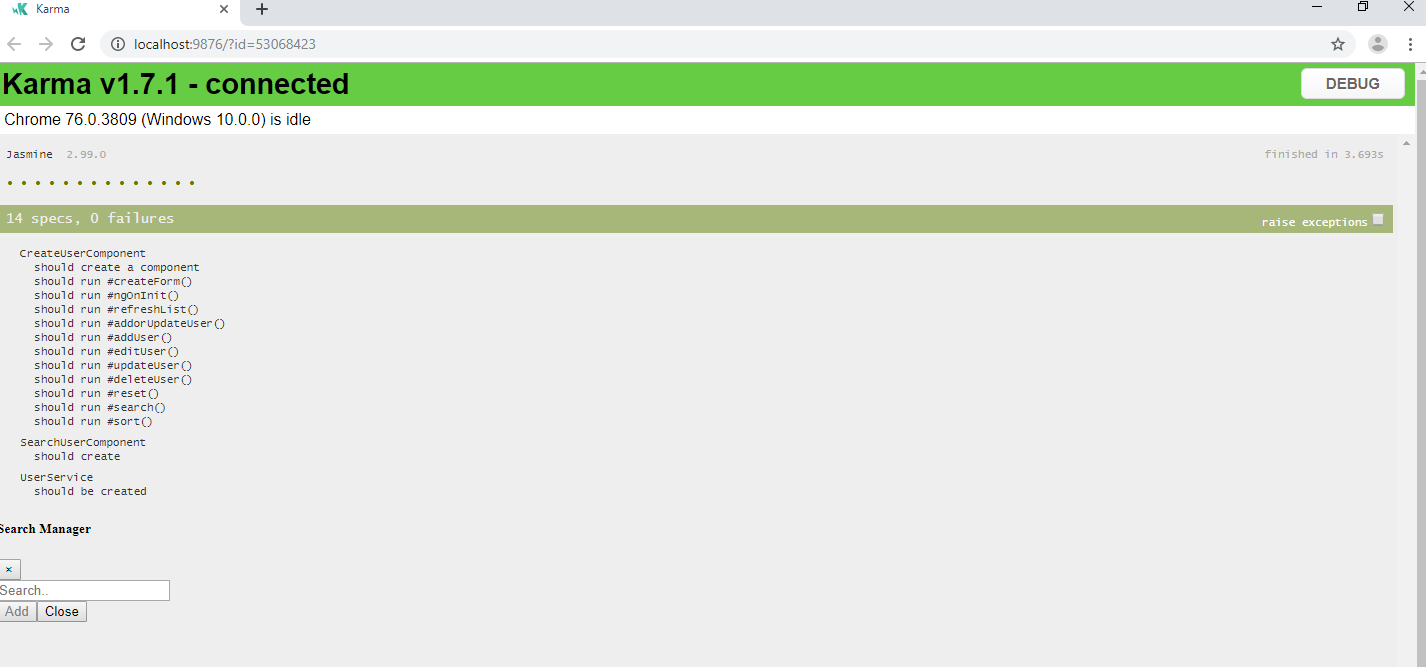 Karma
localhost:9876/?id=53068423
Karma v1.7.1 - connected
DEBUG
Chrome 76.0.3809 (Windows 10.0.0) is idle
Jasmine 2.99.0
finished in 3.693s
14 specs, 0 failures
raise exceptions
CreateUserComponent
should create a component
should run #createForm()
should run #ngOnInit()
should run #refreshList()
should run #addorUpdateUser()
should run #addUser()
should run #editUser()
should run #updateUser()
should run #deleteUser()
should run #reset()
should run #search()
should run #sort()
SearchUserComponent
should create
UserService
should be created
Search Manager
×
Search..
Add Close